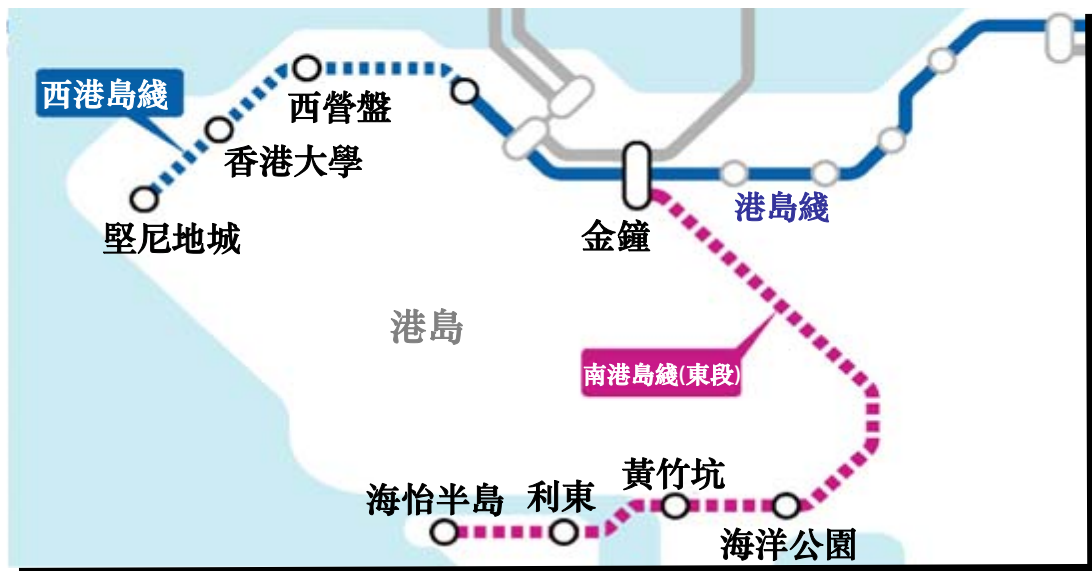 西港島綫
西營盤
香港大學
堅尼地城
港島綫
金鐘
港島
南港島綫(東段)
黃竹坑
海怡半島
利東
海洋公園